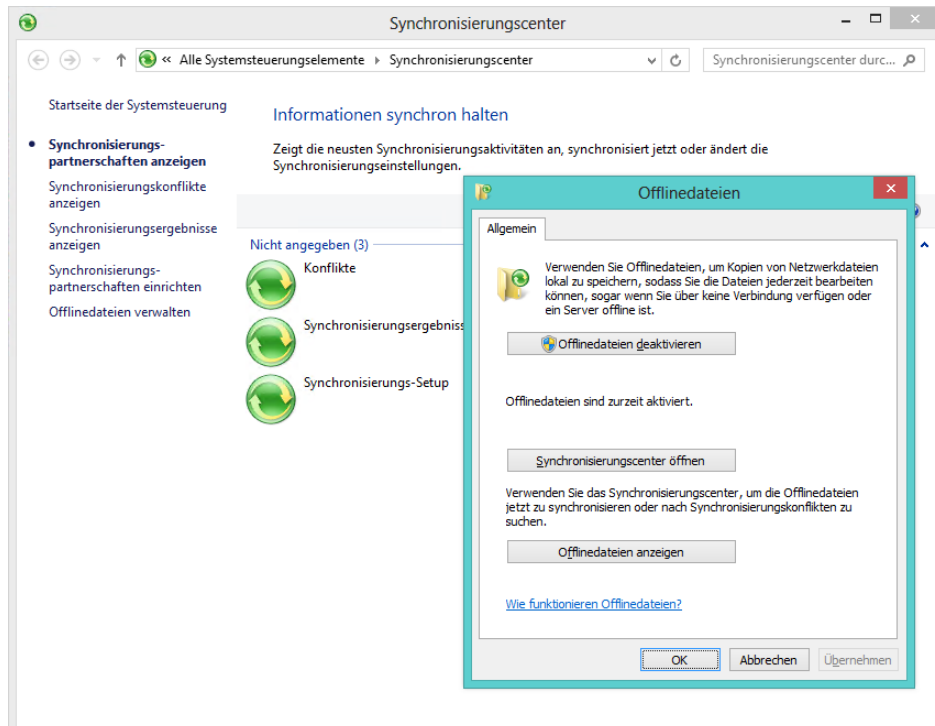 Synchronisierungscenter
« Alle Systemsteuerungselemente Synchronisierungscenter
Synchronisierungscenter durc...
Startseite der Systemsteuerung
Synchronisierungs-
partnerschaften anzeigen
Synchronisierungskonflikte
anzeigen
Synchronisierungsergebnisse
anzeigen
Synchronisierungs-
partnerschaften einrichten
Offlinedateien verwalten
Informationen synchron halten
Zeigt die neusten Synchronisierungsaktivitäten an, synchronisiert jetzt oder ändert die
Synchronisierungseinstellungen.
Nicht angegeben (3)
Konflikte
Synchronisierungsergebniss
Synchronisierungs-Setup
Offlinedateien
Allgemein
Verwenden Sie Offlinedateien, um Kopien von Netzwerkdateien
lokal zu speichern, sodass Sie die Dateien jederzeit bearbeiten
können, sogar wenn Sie über keine Verbindung verfügen oder
ein Server offline ist.
Offlinedateien deaktivieren
Offlinedateien sind zurzeit aktiviert.
Synchronisierungscenter öffnen
Verwenden Sie das Synchronisierungscenter, um die Offlinedateien
jetzt zu synchronisieren oder nach Synchronisierungskonflikten zu
suchen.
Offlinedateien anzeigen
Wie funktionieren Offlinedateien?
OK
Abbrechen
Übernehmen